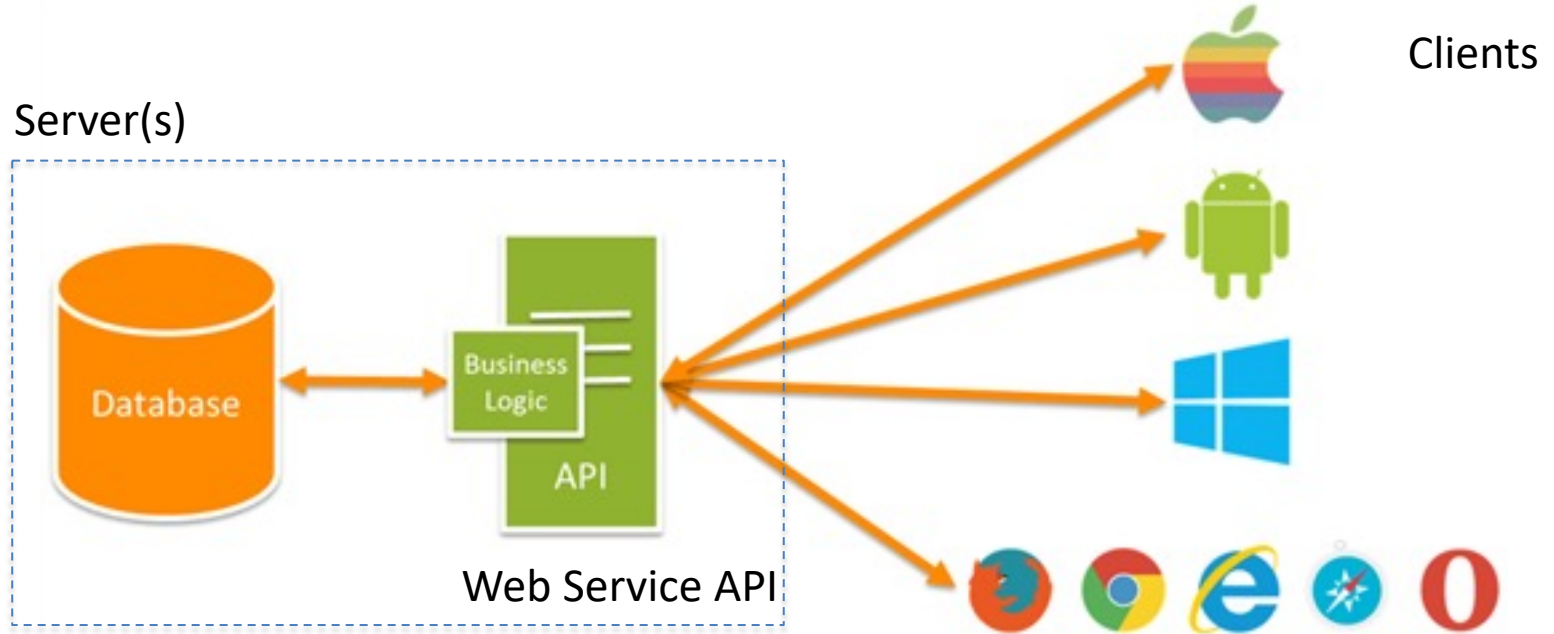 Clients
Server(s)
Database
Business
Logic
API
Web Service API